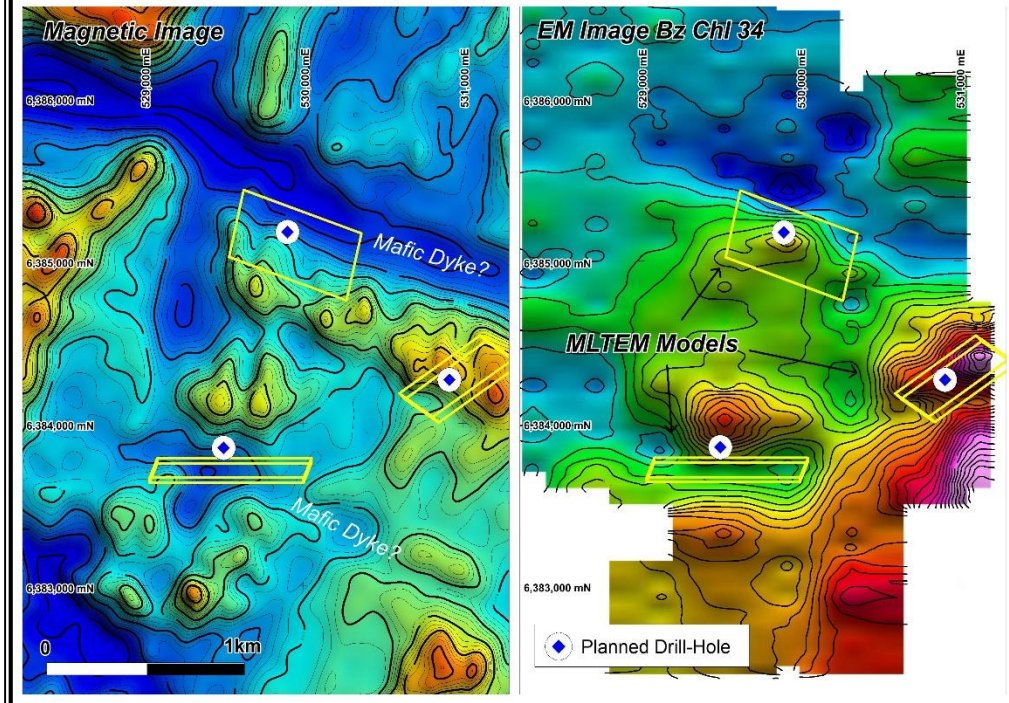 Magnetic Image
529,000 mE
530,000 mE
531,000 mE
6,386,000 mN
6,385,000 mN
6,384,000 mN
6,383,000 mN
Mafic Dyke?
Mafic Dyke?
0
1km
EM Image Bz Chl 34
529,000 mE
530,000 mE
531,000 mE
6,386,000 mN
6,385,000 mN
6,384,000 mN
6,383,000 mN
MLTEM Models
Planned Drill-Hole